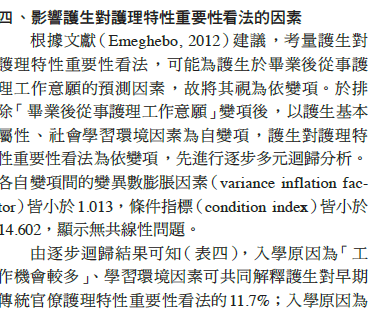 四、影響護生對護理特性重要性看法的因素
根據文獻（Emeghebo, 2012）建議，考量護生對
護理特性重要性看法，可能為護生於畢業後從事護
理工作意願的預測因素，故將其視為依變項。於排
除「畢業後從事護理工作意願」變項後，以護生基本
屬性、社會學習環境因素為自變項，護生對護理特
性重要性看法為依變項，先進行逐步多元迴歸分析。
各自變項間的變異數膨脹因素（variance inflation fac-
tor）皆小於1.013，條件指標（condition index）皆小於
14.602，顯示無共線性問題。
由逐步迴歸結果可知（表四），入學原因為「工
作機會較多」、學習環境因素可共同解釋護生對早期
傳統官僚護理特性重要性看法的11.7%；入學原因為